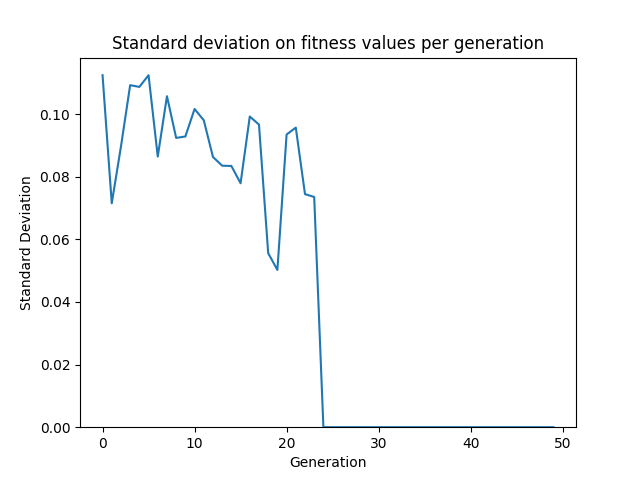 Standard deviation on fitness values per generation
Standard Deviation
0.10
0.08
0.06
0.04
0.02
0.00
0 10 20 30 40 50
Generation